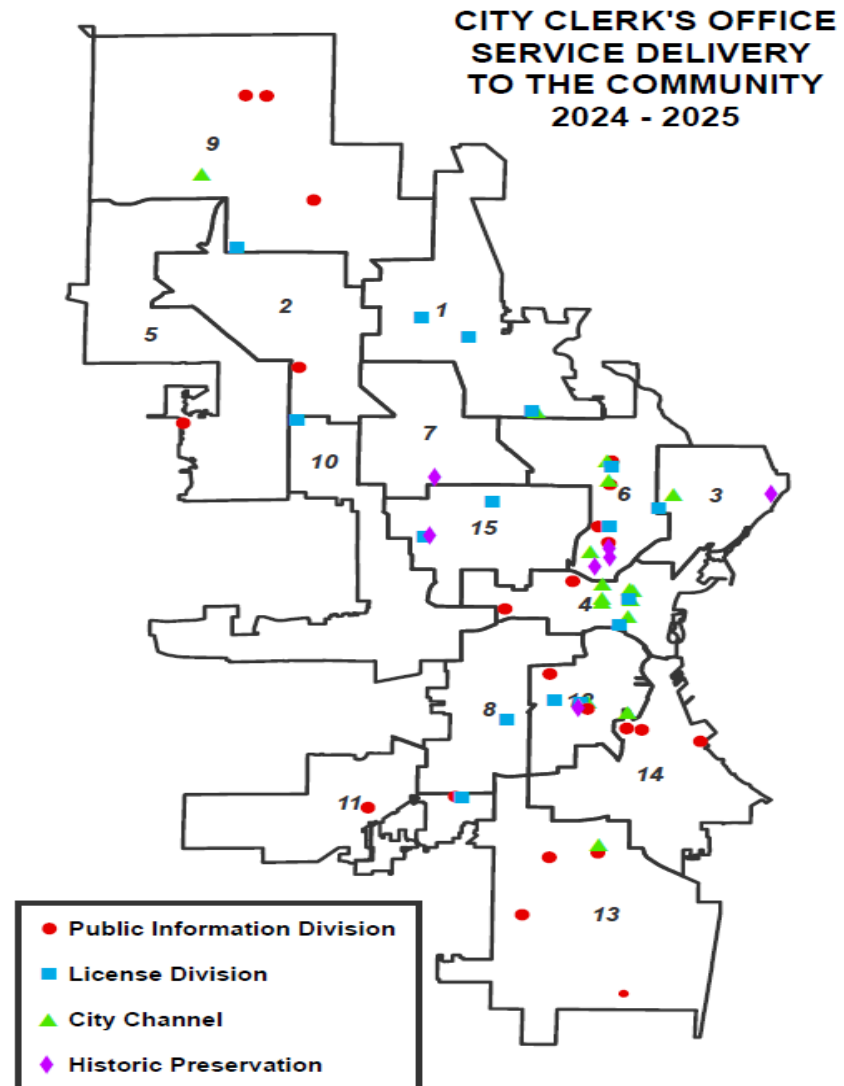 CITY CLERK'S OFFICE
SERVICE DELIVERY
TO THE COMMUNITY
2024 - 2025
9
2
1
5
7
10
6
3
15
4
8
12
14
11
13
Public Information Division
License Division
City Channel
Historic Preservation